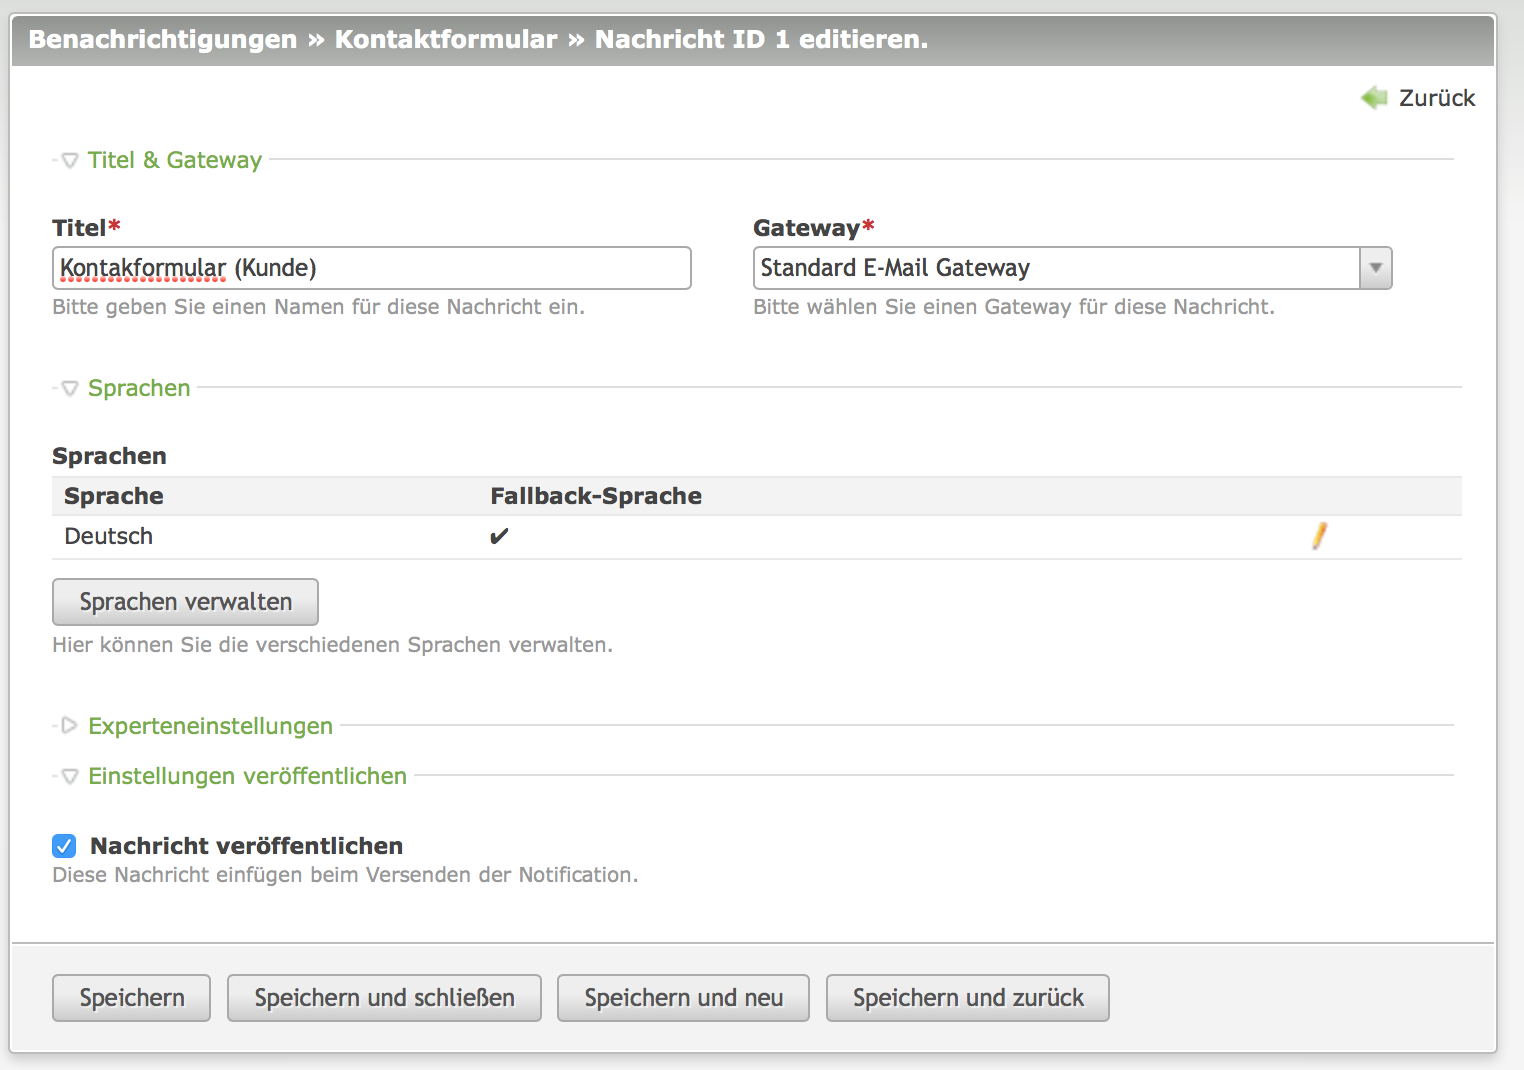 Benachrichtigungen » Kontaktformular » Nachricht ID 1 editieren.
Zurück
Titel & Gateway
Titel* Gateway*
Kontakformular (Kunde) Standard E-Mail Gateway
Bitte geben Sie einen Namen für diese Nachricht ein. Bitte wählen Sie einen Gateway für diese Nachricht.
Sprachen
Sprachen
Sprache Fallback-Sprache
Deutsch ✔
Sprachen verwalten
Hier können Sie die verschiedenen Sprachen verwalten.
Experteneinstellungen
Einstellungen veröffentlichen
Nachricht veröffentlichen
Diese Nachricht einfügen beim Versenden der Notification.
Speichern Speichern und schließen Speichern und neu Speichern und zurück